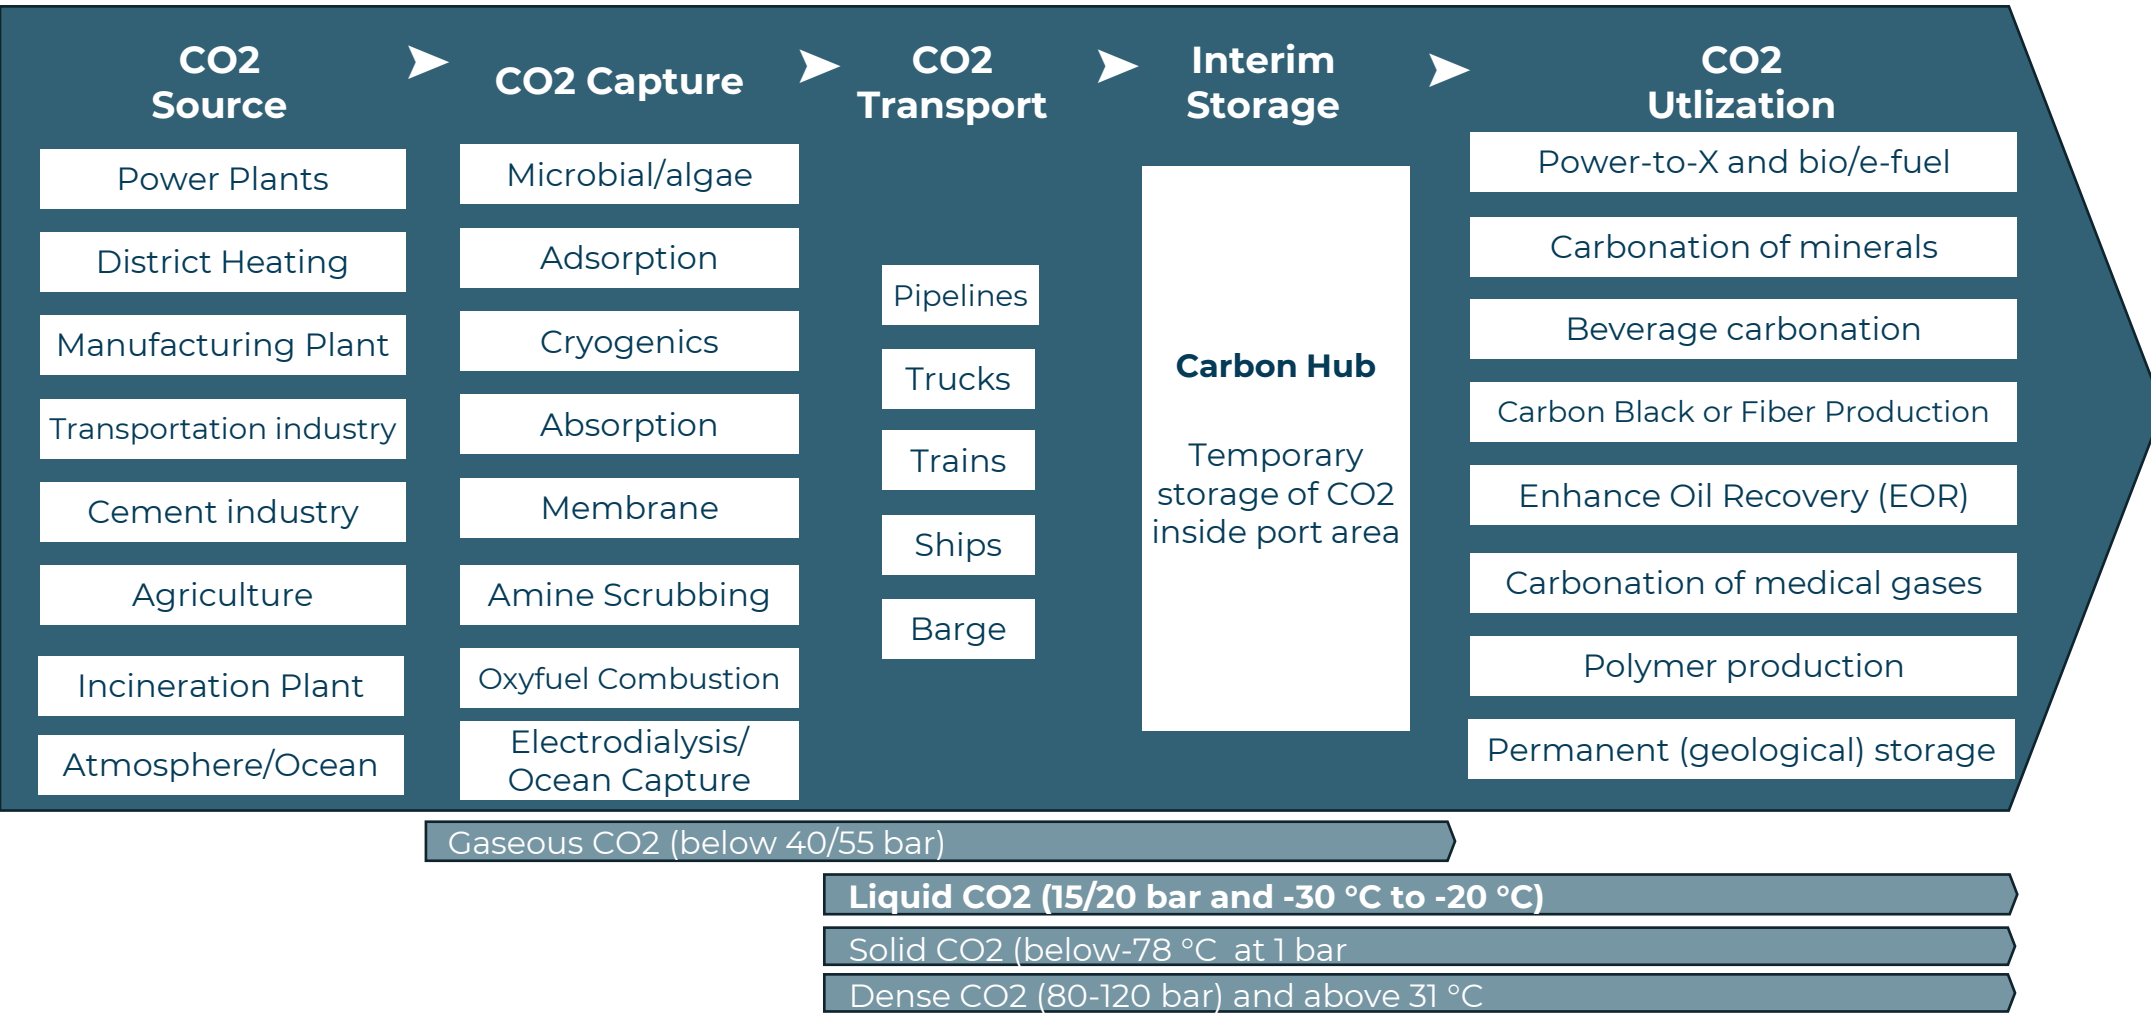 CO2
Source
CO2 Capture
CO2
Transport
Interim
Storage
CO2
Utlization
Power Plants
District Heating
Manufacturing Plant
Transportation industry
Cement industry
Agriculture
Incineration Plant
Atmosphere/Ocean
Microbial/algae
Adsorption
Cryogenics
Absorption
Membrane
Amine Scrubbing
Oxyfuel Combustion
Electrodialysis/
Ocean Capture
Pipelines
Trucks
Trains
Ships
Barge
Carbon Hub
Temporary
storage of CO2
inside port area
Power-to-X and bio/e-fuel
Carbonation of minerals
Beverage carbonation
Carbon Black or Fiber Production
Enhance Oil Recovery (EOR)
Carbonation of medical gases
Polymer production
Permanent (geological) storage
Gaseous CO2 (below 40/55 bar)
Liquid CO2 (15/20 bar and -30 °C to -20 °C)
Solid CO2 (below-78 °C  at 1 bar
Dense CO2 (80-120 bar) and above 31 °C